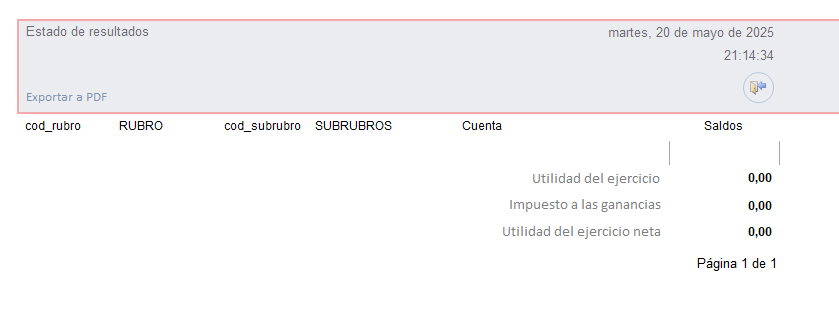 Estado de resultados martes, 20 de mayo de 2025
21:14:34
Exportar a PDF
cod_rubro RUBRO cod_subrubro SUBRUBROS Cuenta Saldos
Utilidad del ejercicio 0,00
Impuesto a las ganancias 0,00
Utilidad del ejercicio neta 0,00
Página 1 de 1